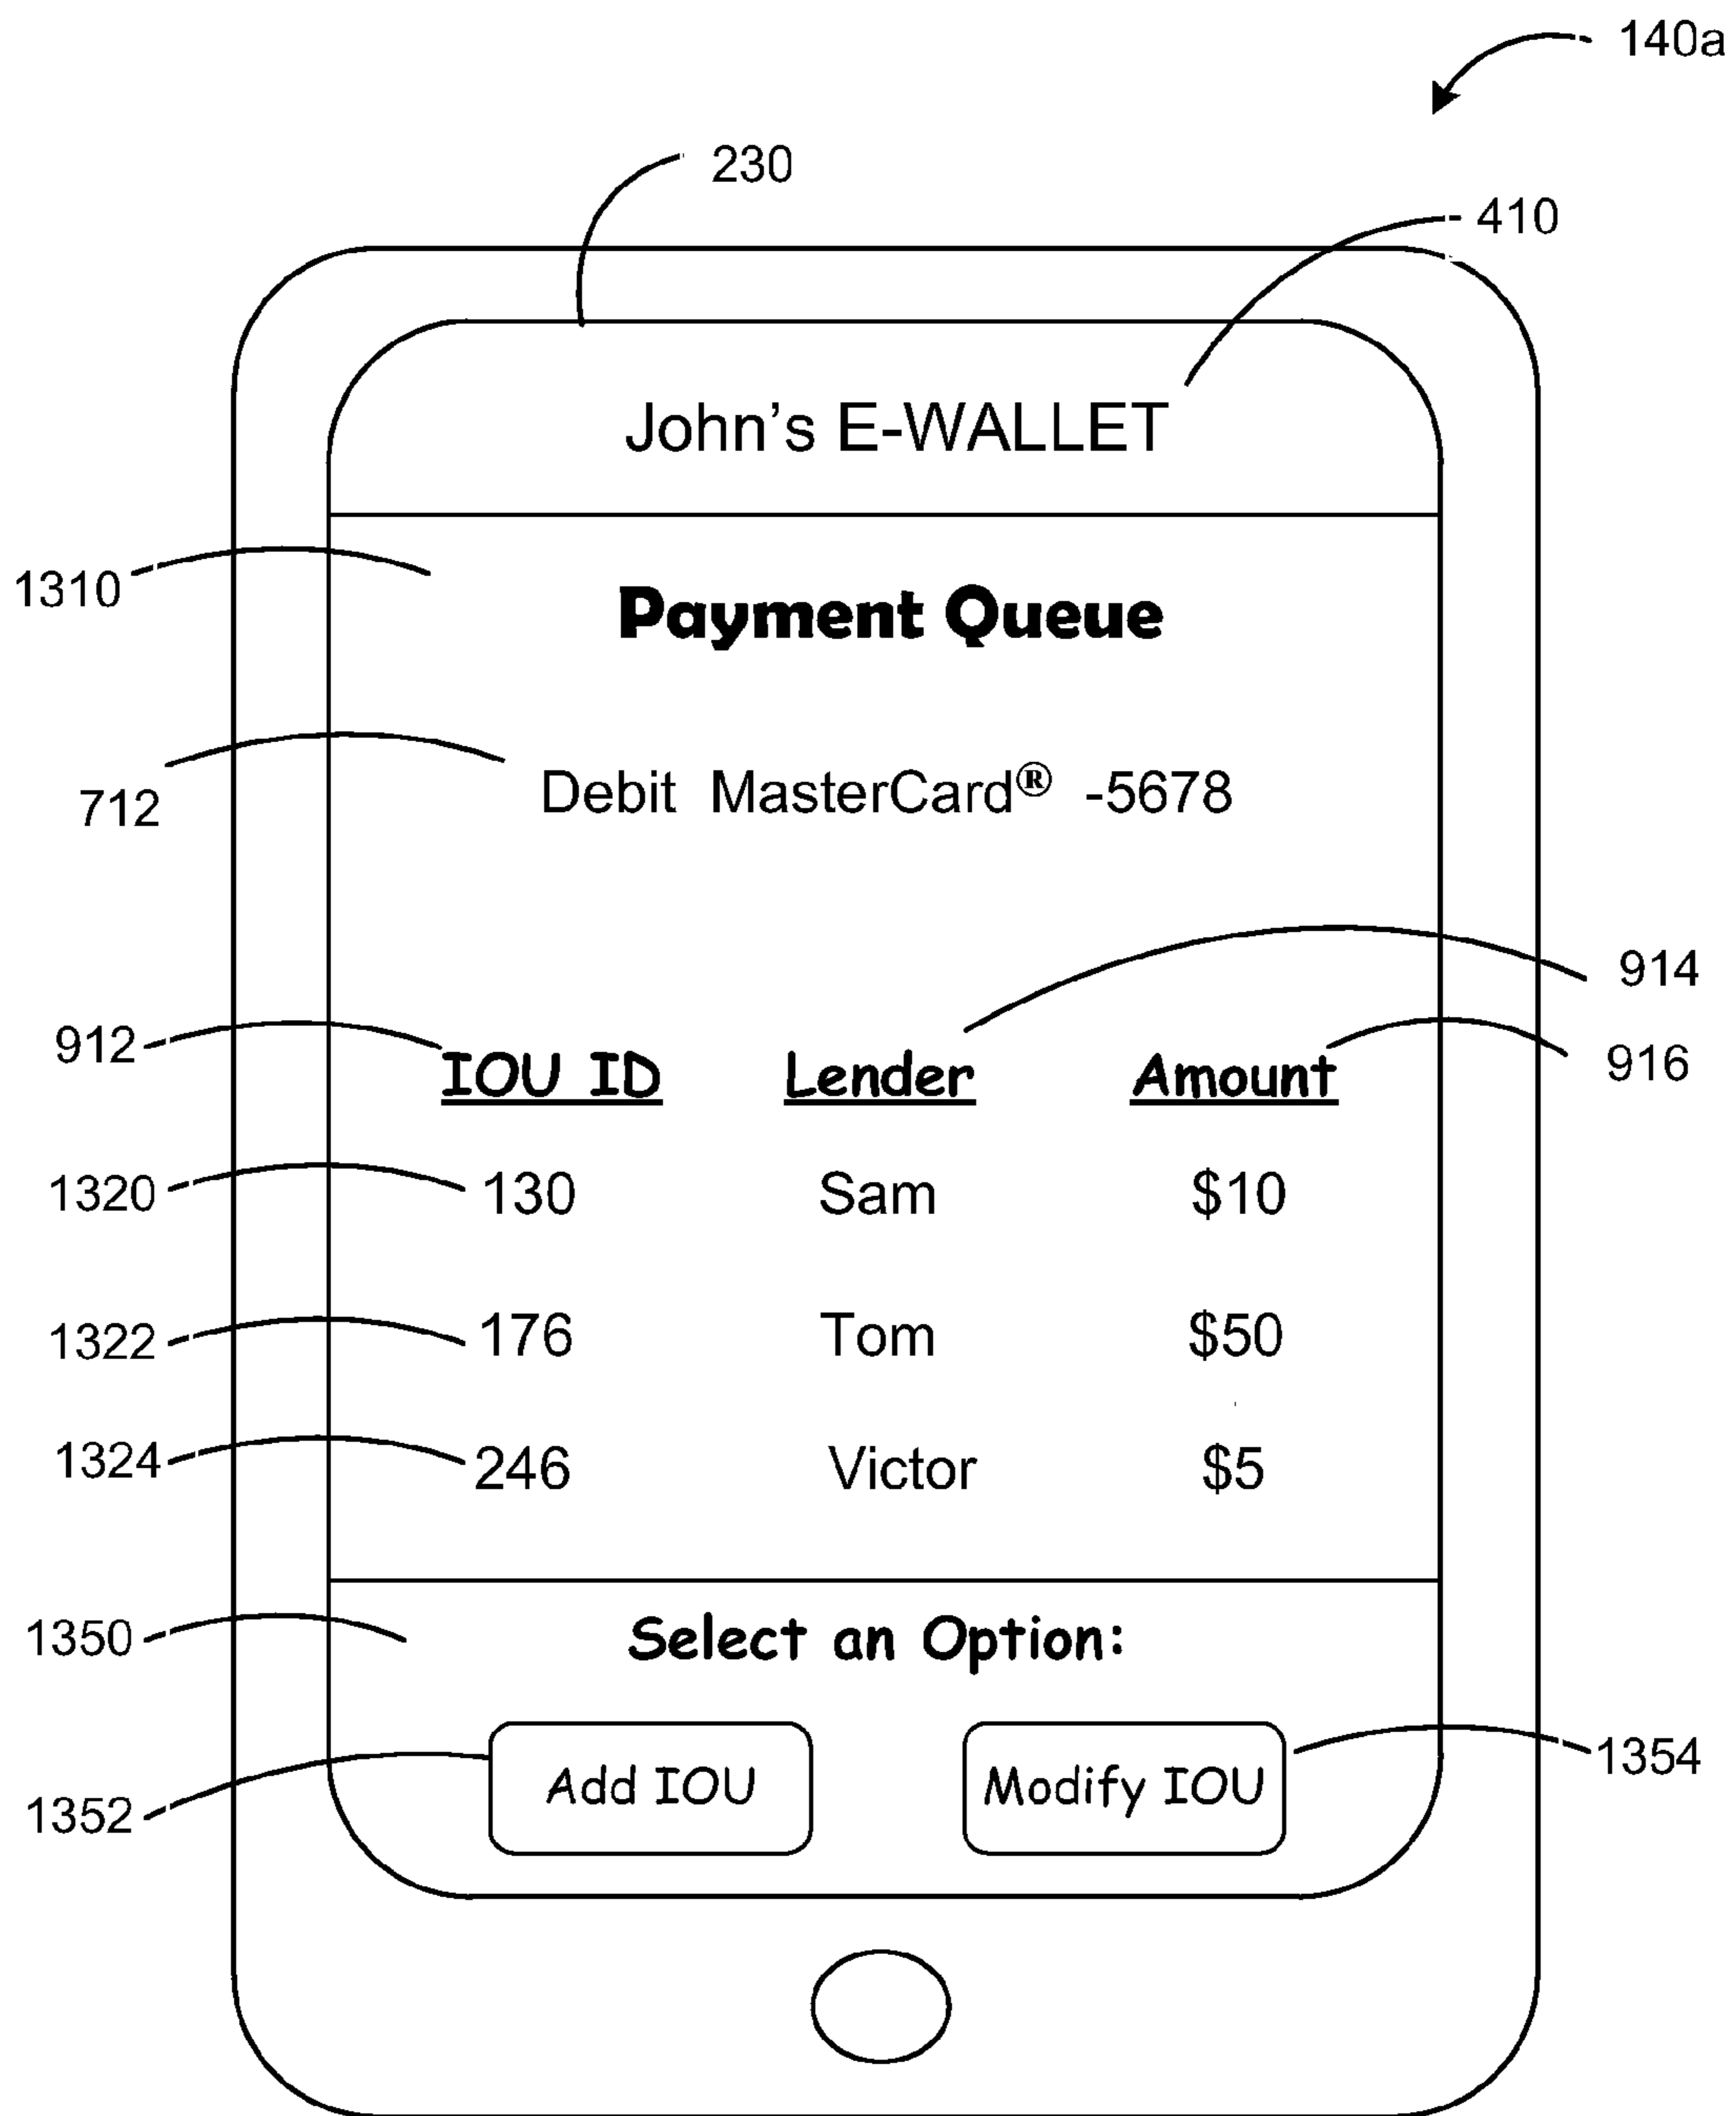 140a
230
410
John's E-WALLET
1310
Payment Queue
712
Debit MasterCard® -5678
914
912 IOU ID Lender Amount 916
1320 130 Sam $10
1322 176 Tom $50
1324 246 Victor $5
1350 Select an Option:
1352 Add IOU Modify IOU 1354